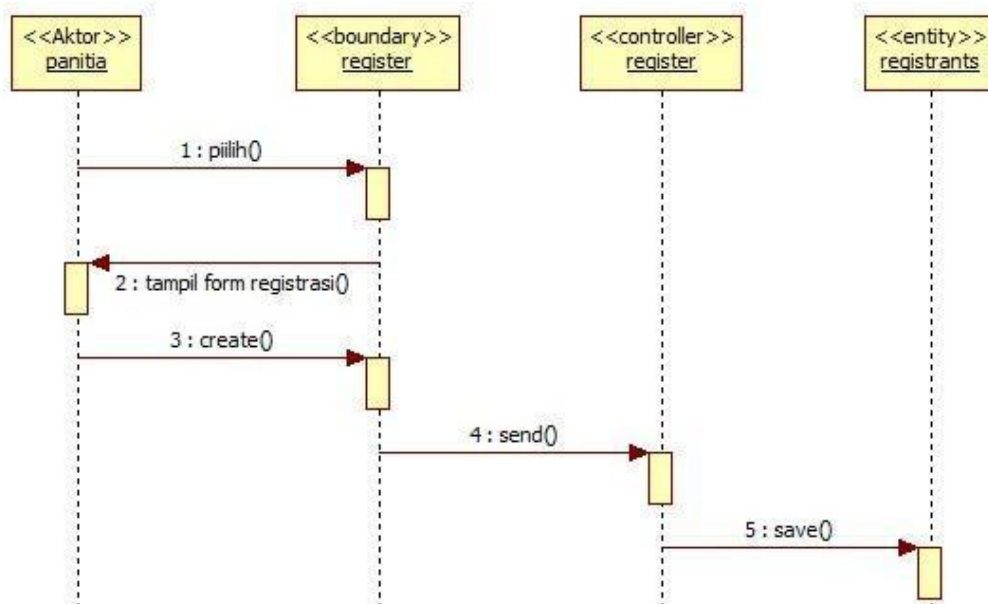 <<Aktor>>
panitia
<<boundary>>
register
<<controller>>
register
<<entity>>
registrants
1 : piilih()
2 : tampil form registrasi()
3 : create()
4 : send()
5 : save()